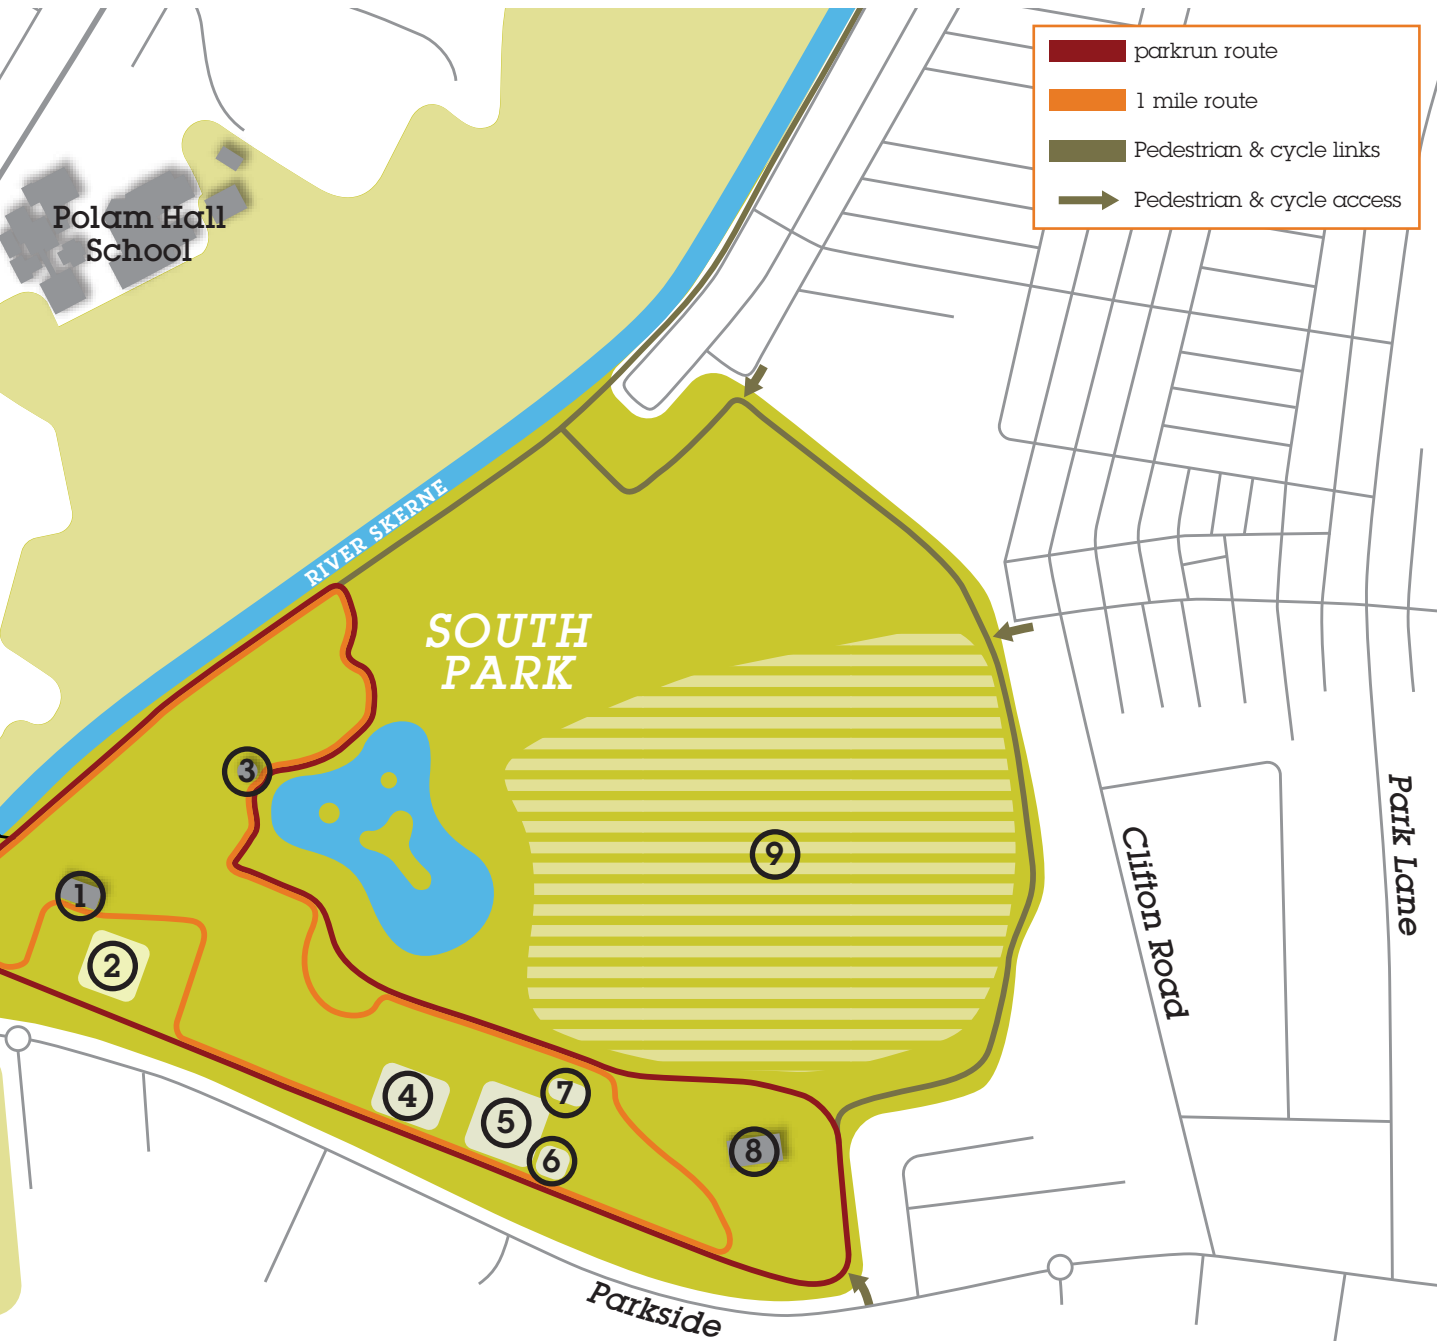 parkrun route
1 mile route
Pedestrian & cycle links
Pedestrian & cycle access
Polam Hall
School
RIVER SKERNE
SOUTH
PARK
3
9
1
2
Clifton Road
Park Lane
4
5
7
6
8
Parkside